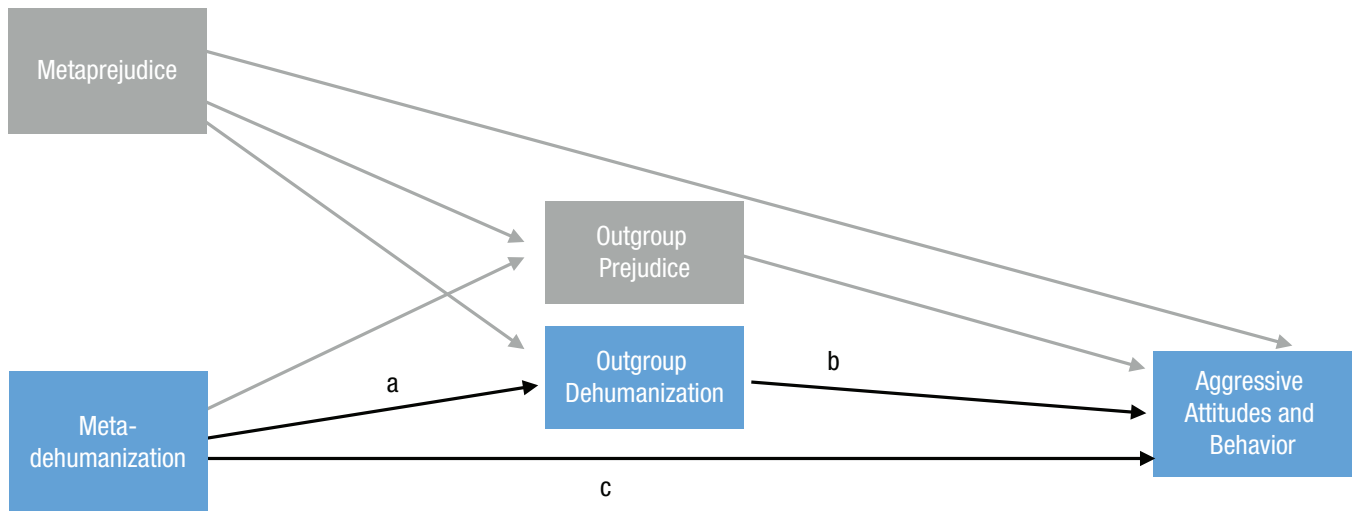 Metaprejudice
Outgroup
Prejudice
Outgroup
Dehumanization
Meta-
dehumanization
Aggressive
Attitudes and
Behavior
a
b
c